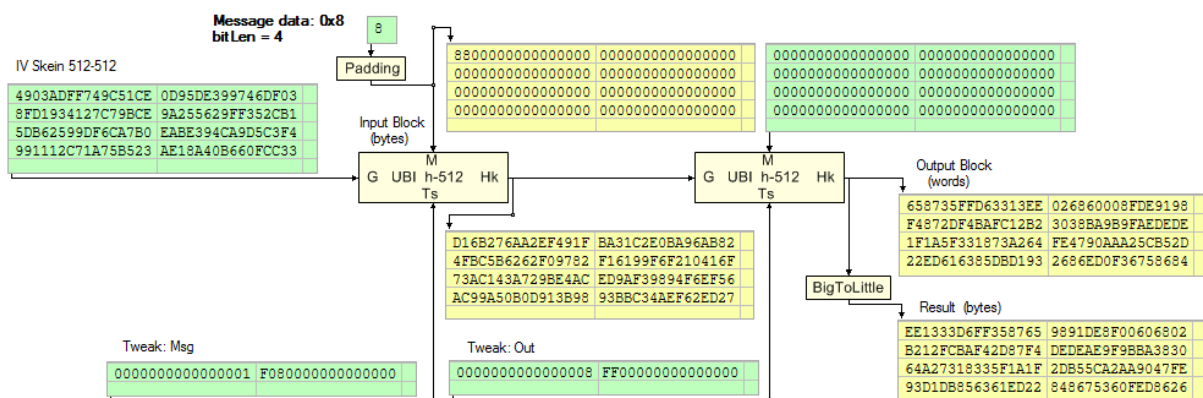 Message data: 0x8
bitLen = 4
8
Padding
IV Skein 512-512
4903ADFF749C51CE 0D95DE399746DF03
8FD1934127C79BCE 9A255629FF352CB1
5DB62599DF6CA7B0 EABE394CA9D5C3F4
991112C71A75B523 AE18A40B660FCC33
8800000000000000 0000000000000000
0000000000000000 0000000000000000
0000000000000000 0000000000000000
0000000000000000 0000000000000000
0000000000000000 0000000000000000
0000000000000000 0000000000000000
0000000000000000 0000000000000000
0000000000000000 0000000000000000
Input Block
(bytes)
M
G UBI h-512 Hk
Ts
M
G UBI h-512 Hk
Ts
Output Block
(words)
658735FFD63313EE 026860008FDE9198
F4872DF4BAFC12B2 3038BA9B9FAEDEDE
1F1A5F331873A264 FE4790AAA25CB52D
22ED616385DBD193 2686ED0F36758684
D16B276AA2EF491F BA31C2E0BA96AB82
4FBC5B6262F09782 F16199F6F210416F
73AC143A729BE4AC ED9AF39894F6EF56
AC99A50B0D913B98 93BBC34AEF62ED27
BigToLittle
Result (bytes)
EE1333D6FF358765 9891DE8F00606802
B212FCBAF42D87F4 DEDEAE9F9BBA3830
64A27318335F1A1F 2DB55CA2AA9047FE
93D1DB856361ED22 848675360FED8626
Tweak: Msg
0000000000000001 F080000000000000
Tweak: Out
0000000000000008 FF00000000000000